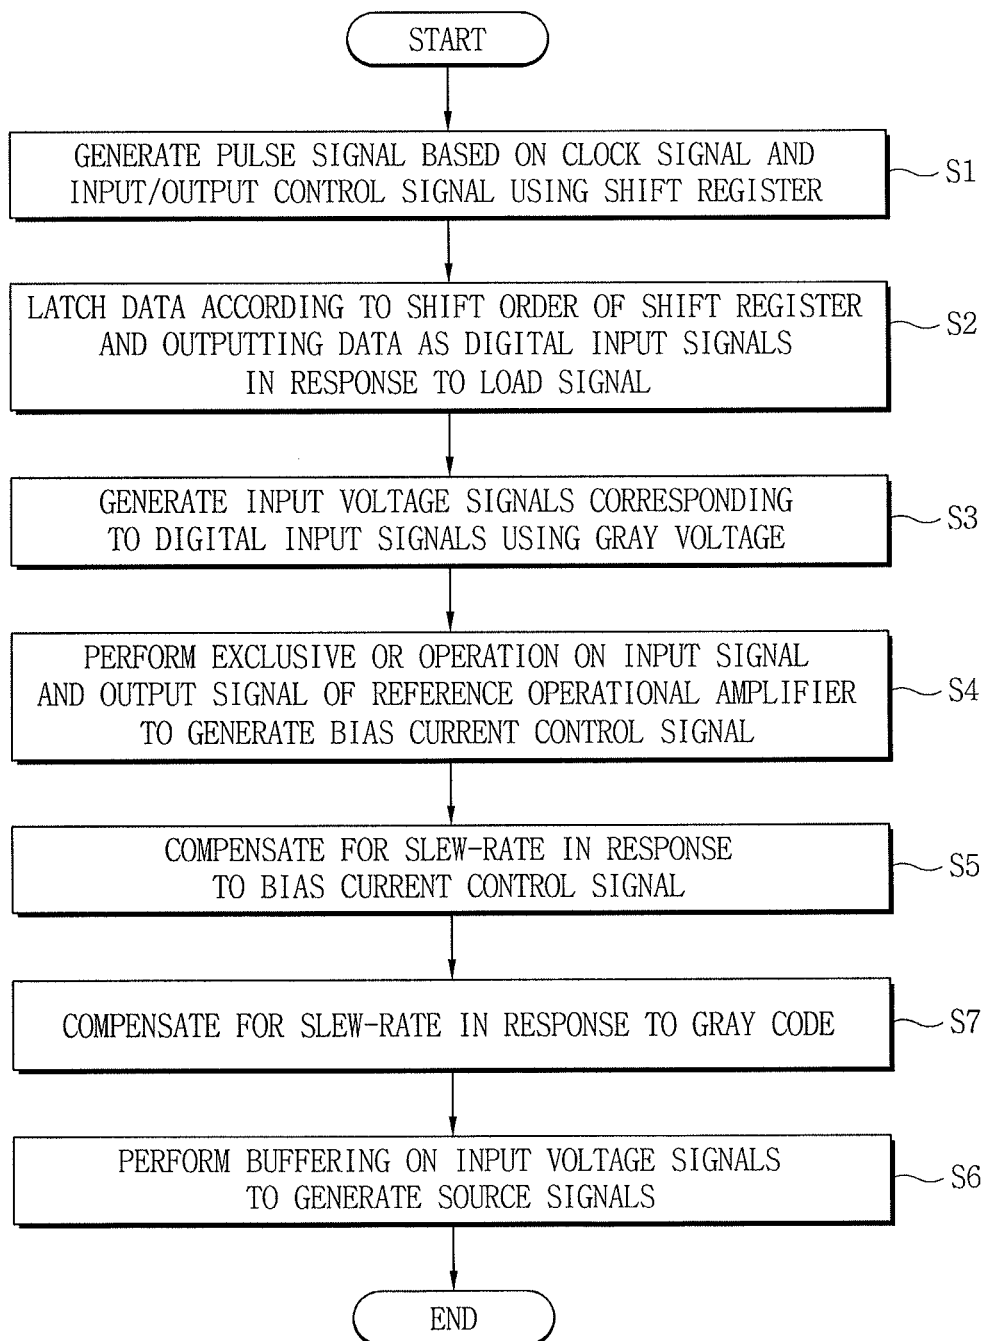 START
GENERATE PULSE SIGNAL BASED ON CLOCK SIGNAL AND
INPUT/OUTPUT CONTROL SIGNAL USING SHIFT REGISTER
S1
LATCH DATA ACCORDING TO SHIFT ORDER OF SHIFT REGISTER
AND OUTPUTTING DATA AS DIGITAL INPUT SIGNALS
IN RESPONSE TO LOAD SIGNAL
S2
GENERATE INPUT VOLTAGE SIGNALS CORRESPONDING
TO DIGITAL INPUT SIGNALS USING GRAY VOLTAGE
S3
PERFORM EXCLUSIVE OR OPERATION ON INPUT SIGNAL
AND OUTPUT SIGNAL OF REFERENCE OPERATIONAL AMPLIFIER
TO GENERATE BIAS CURRENT CONTROL SIGNAL
S4
COMPENSATE FOR SLEW-RATE IN RESPONSE
TO BIAS CURRENT CONTROL SIGNAL
S5
COMPENSATE FOR SLEW-RATE IN RESPONSE TO GRAY CODE
S7
PERFORM BUFFERING ON INPUT VOLTAGE SIGNALS
TO GENERATE SOURCE SIGNALS
S6
END